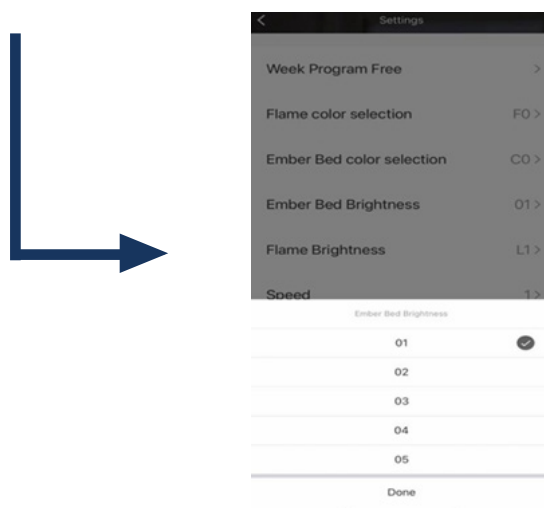 Settings
Week Program Free
Flame color selection F0
Ember Bed color selection C0
Ember Bed Brightness 01
Flame Brightness L1
Speed 1
Ember Bed Brightness
01
02
03
04
05
Done